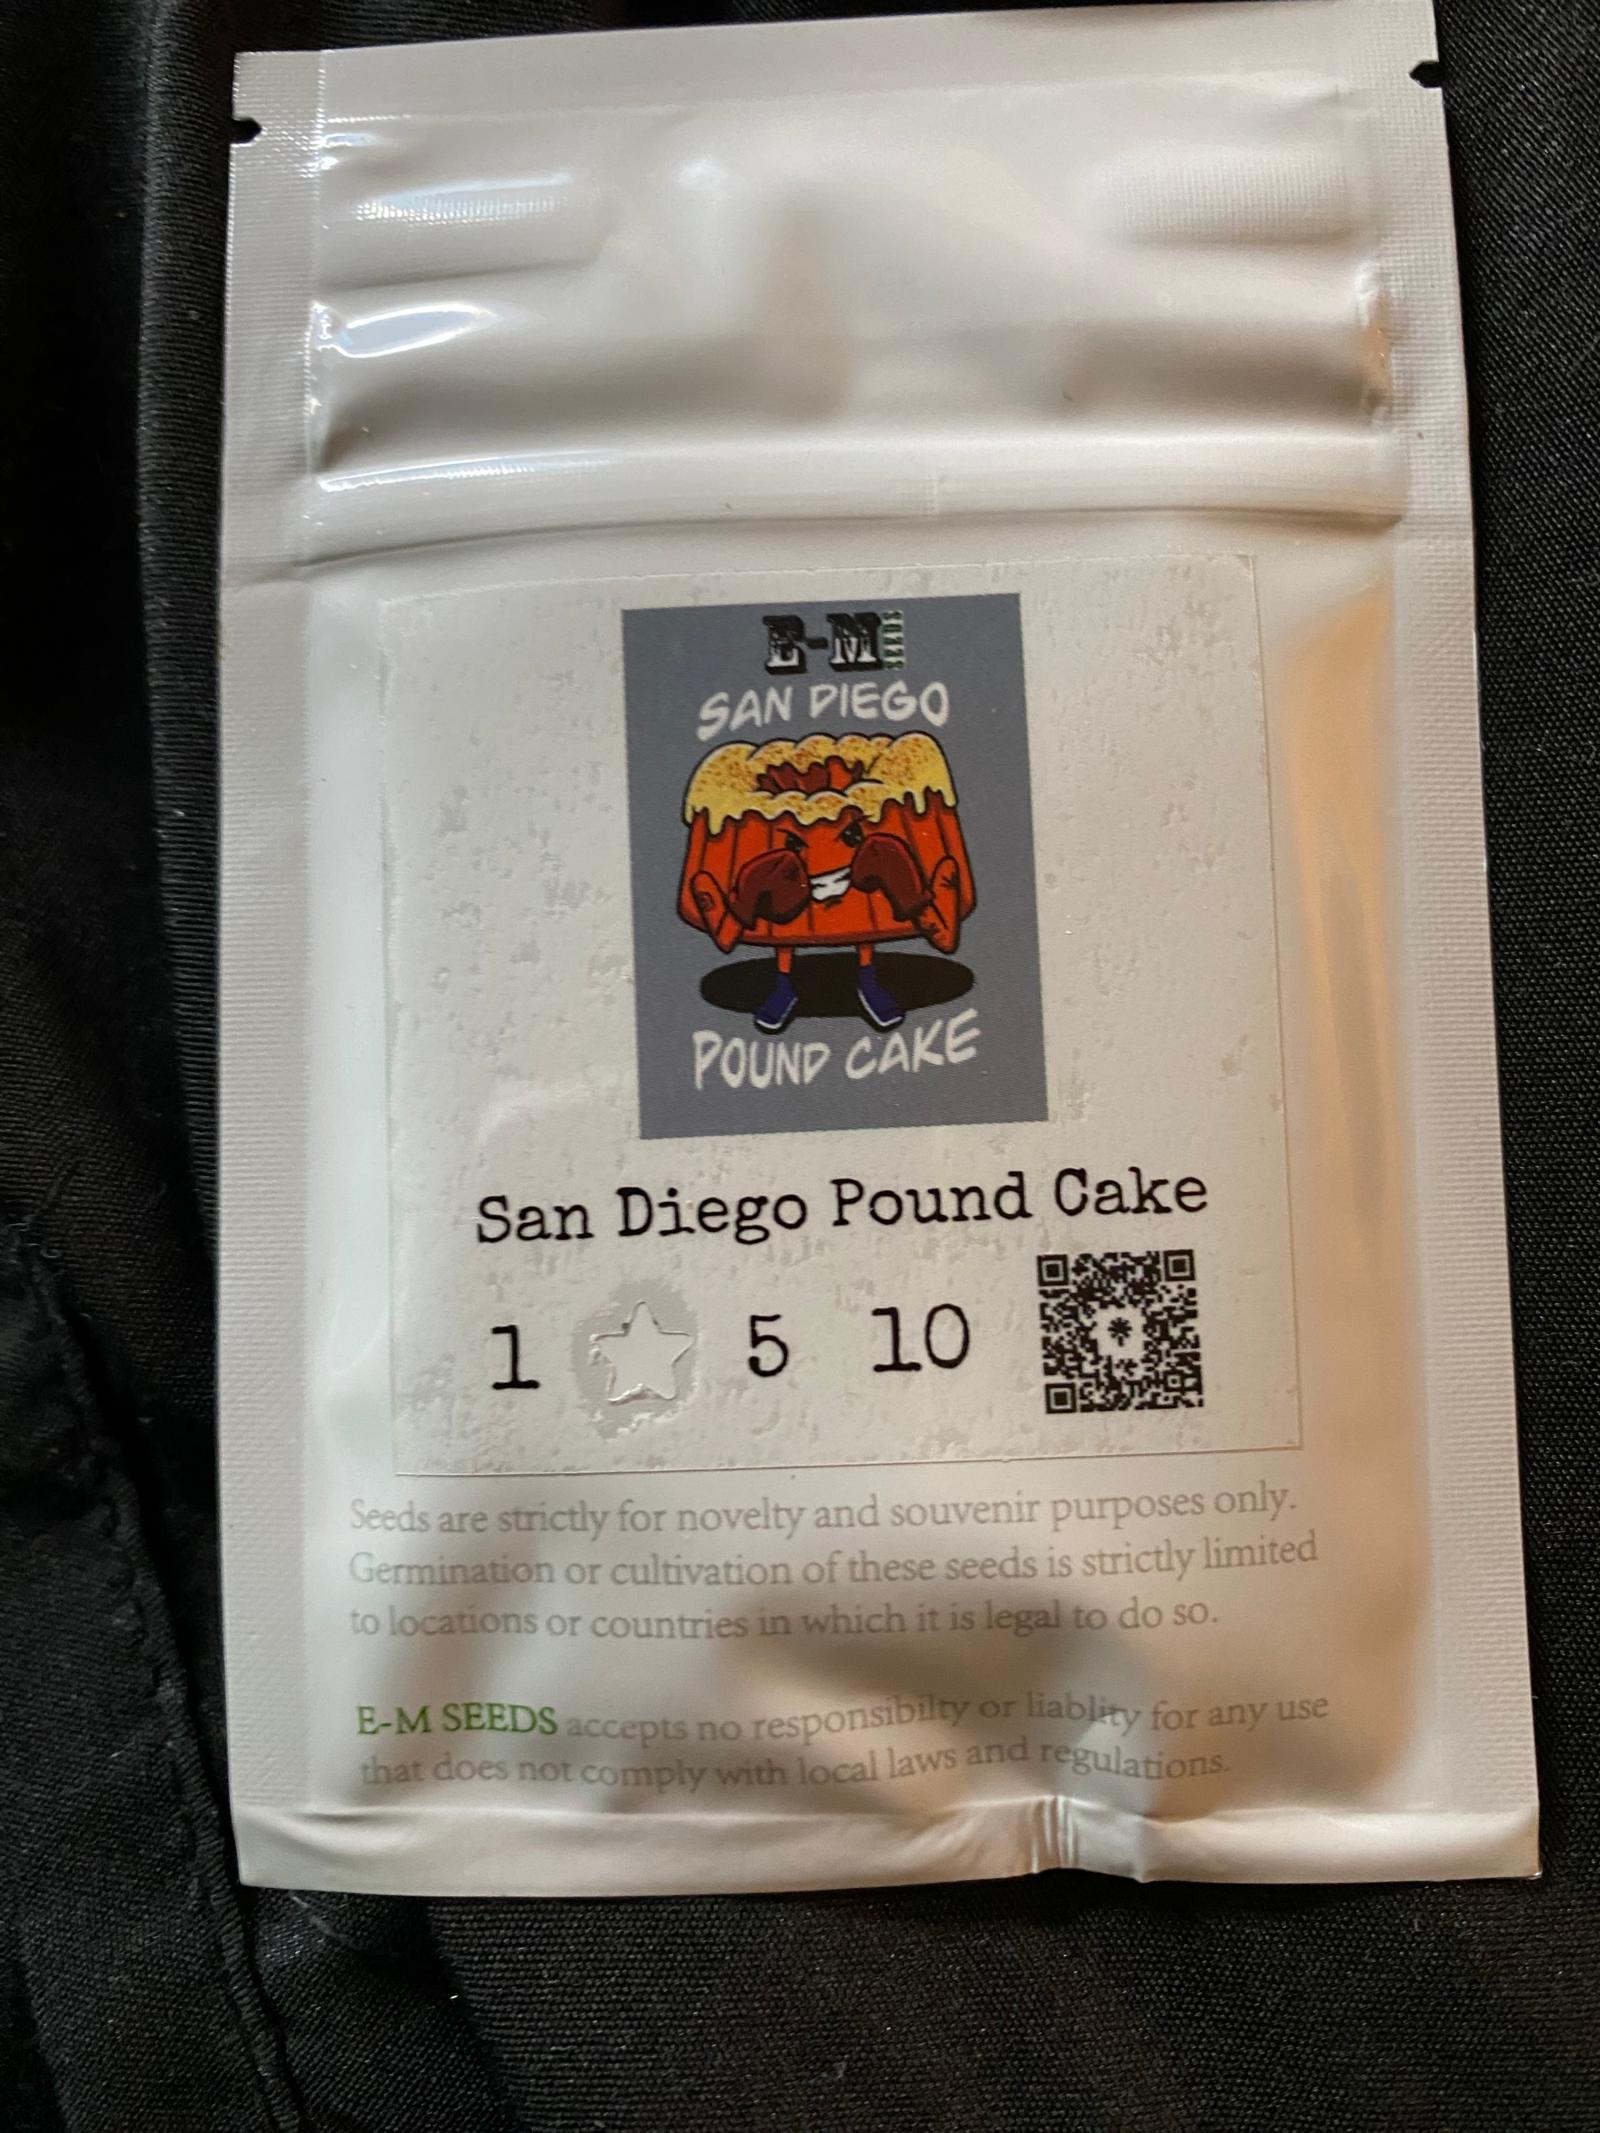 E-M SEEDS
SAN DIEGO
POUND CAKE
San Diego Pound Cake
1 5 10
Seeds are strictly for novelty and souvenir purposes only.
Germination or cultivation of these seeds is strictly limited
to locations or countries in which it is legal to do so.
E-M SEEDS accepts no responsibilty or liablity for any use
that does not comply with local laws and regulations.